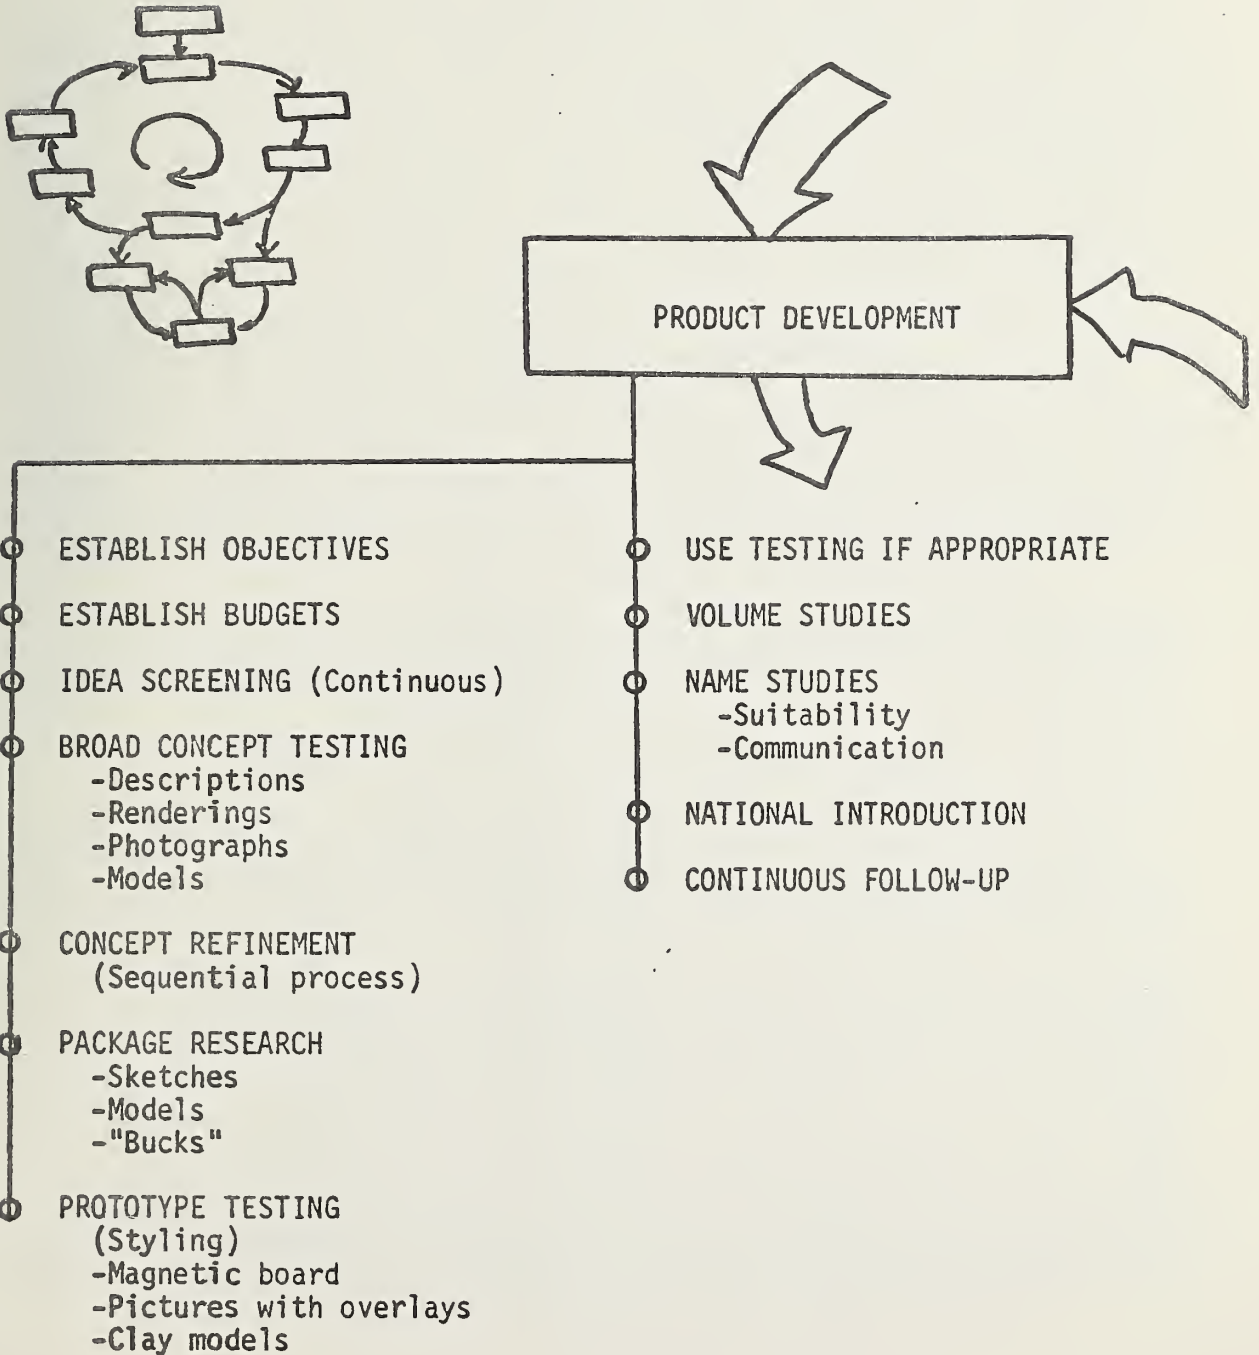 PRODUCT DEVELOPMENT
ESTABLISH OBJECTIVES
ESTABLISH BUDGETS
IDEA SCREENING (Continuous)
BROAD CONCEPT TESTING
-Descriptions
-Renderings
-Photographs
-Models
CONCEPT REFINEMENT
(Sequential process)
PACKAGE RESEARCH
-Sketches
-Models
-"Bucks"
PROTOTYPE TESTING
(Styling)
-Magnetic board
-Pictures with overlays
-Clay models
USE TESTING IF APPROPRIATE
VOLUME STUDIES
NAME STUDIES
-Suitability
-Communication
NATIONAL INTRODUCTION
CONTINUOUS FOLLOW-UP